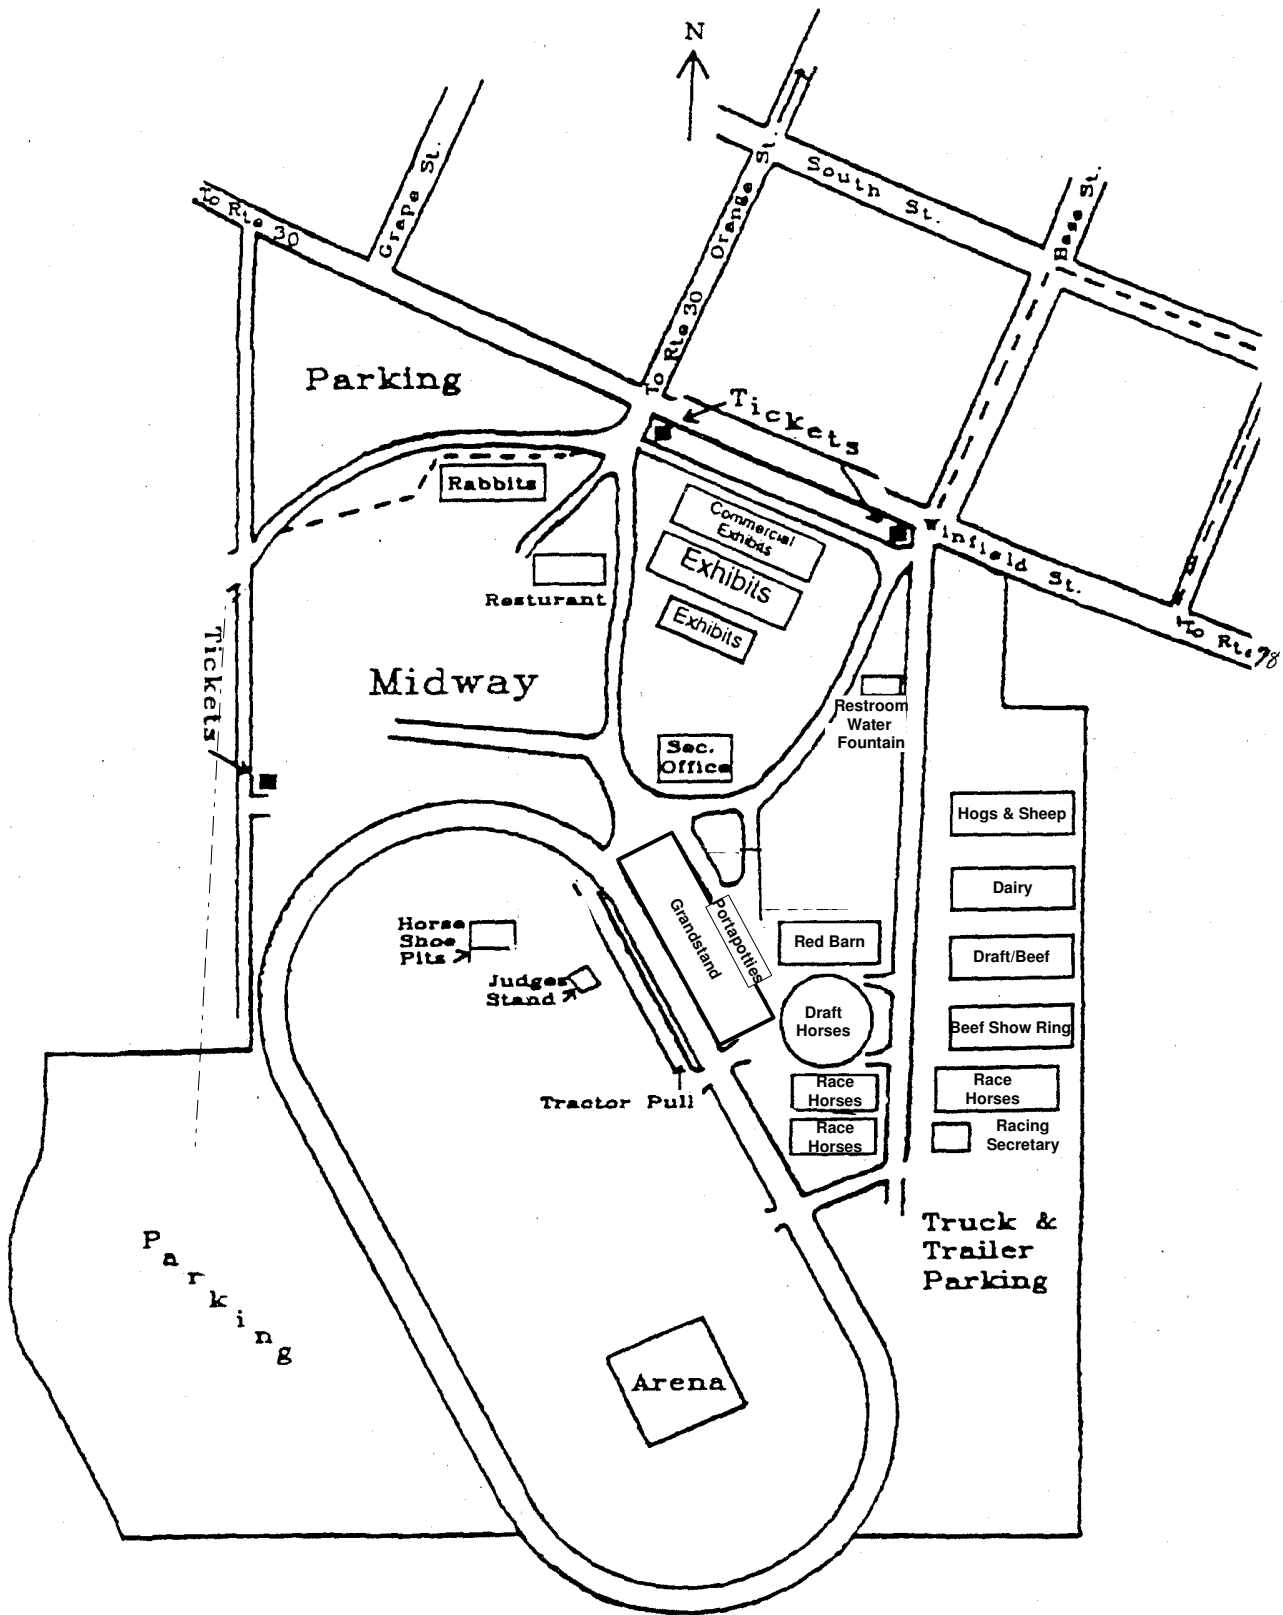 N
To Rte 30
Grape St.
To Rte 30 Orange St.
South St.
Base St.
Parking
Tickets
Rabbits
Commercial
Exhibits
Exhibits
Exhibits
Winfield St.
To Rte 98
Resturant
Tickets
Midway
Restroom
Water
Fountain
Sec.
Office
Hogs & Sheep
Dairy
Horse
Shoe
Pits
Judges
Stand
Grandstand
Portapotties
Red Barn
Draft/Beef
Draft
Horses
Beef Show Ring
Tractor Pull
Race
Horses
Race
Horses
Race
Horses
Racing
Secretary
Truck &
Trailer
Parking
Parking
Arena